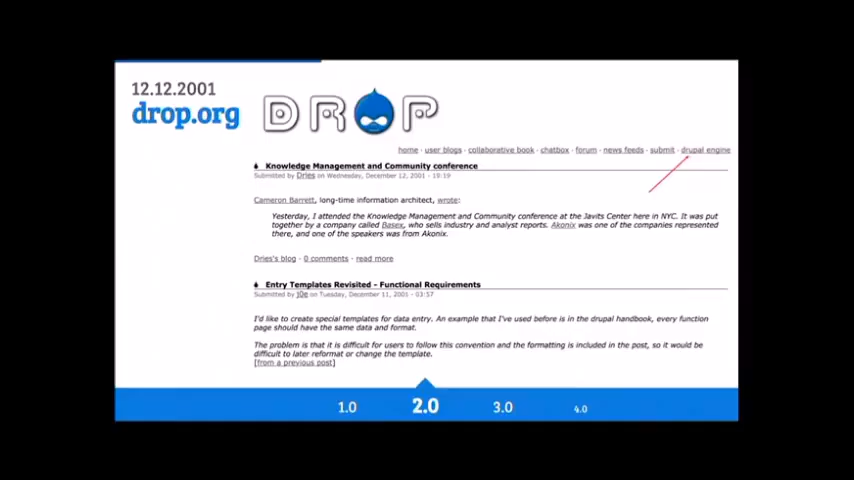 12.12.2001
drop.org
DROP
home · user blogs · collaborative book · chatbox · forum · news feeds · submit · drupal engine
Knowledge Management and Community conference
Submitted by Dries on Wednesday, December 12, 2001 - 19:19
Cameron Barrett, long-time information architect, wrote:
Yesterday, I attended the Knowledge Management and Community conference at the Javits Center here in NYC. It was put
together by a company called Basex, who sells industry and analyst reports. Akonix was one of the companies represented
there, and one of the speakers was from Akonix.
Dries's blog · 0 comments · read more
Entry Templates Revisited - Functional Requirements
Submitted by j0e on Tuesday, December 11, 2001 - 03:57
I'd like to create special templates for data entry. An example that I've used before is in the drupal handbook, every function
page should have the same data and format.
The problem is that it is difficult for users to follow this convention and the formatting is included in the post, so it would be
difficult to later reformat or change the template.
[from a previous post]
1.0 2.0 3.0 4.0